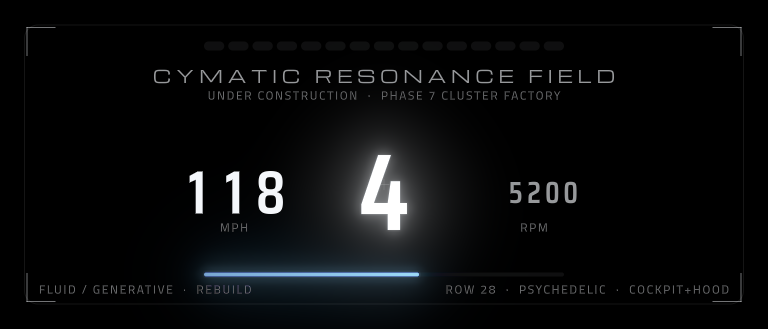 CYMATIC RESONANCE FIELD
UNDER CONSTRUCTION · PHASE 7 CLUSTER FACTORY
118 4 5200
MPH RPM
FLUID / GENERATIVE · REBUILD ROW 28 · PSYCHEDELIC · COCKPIT+HOOD